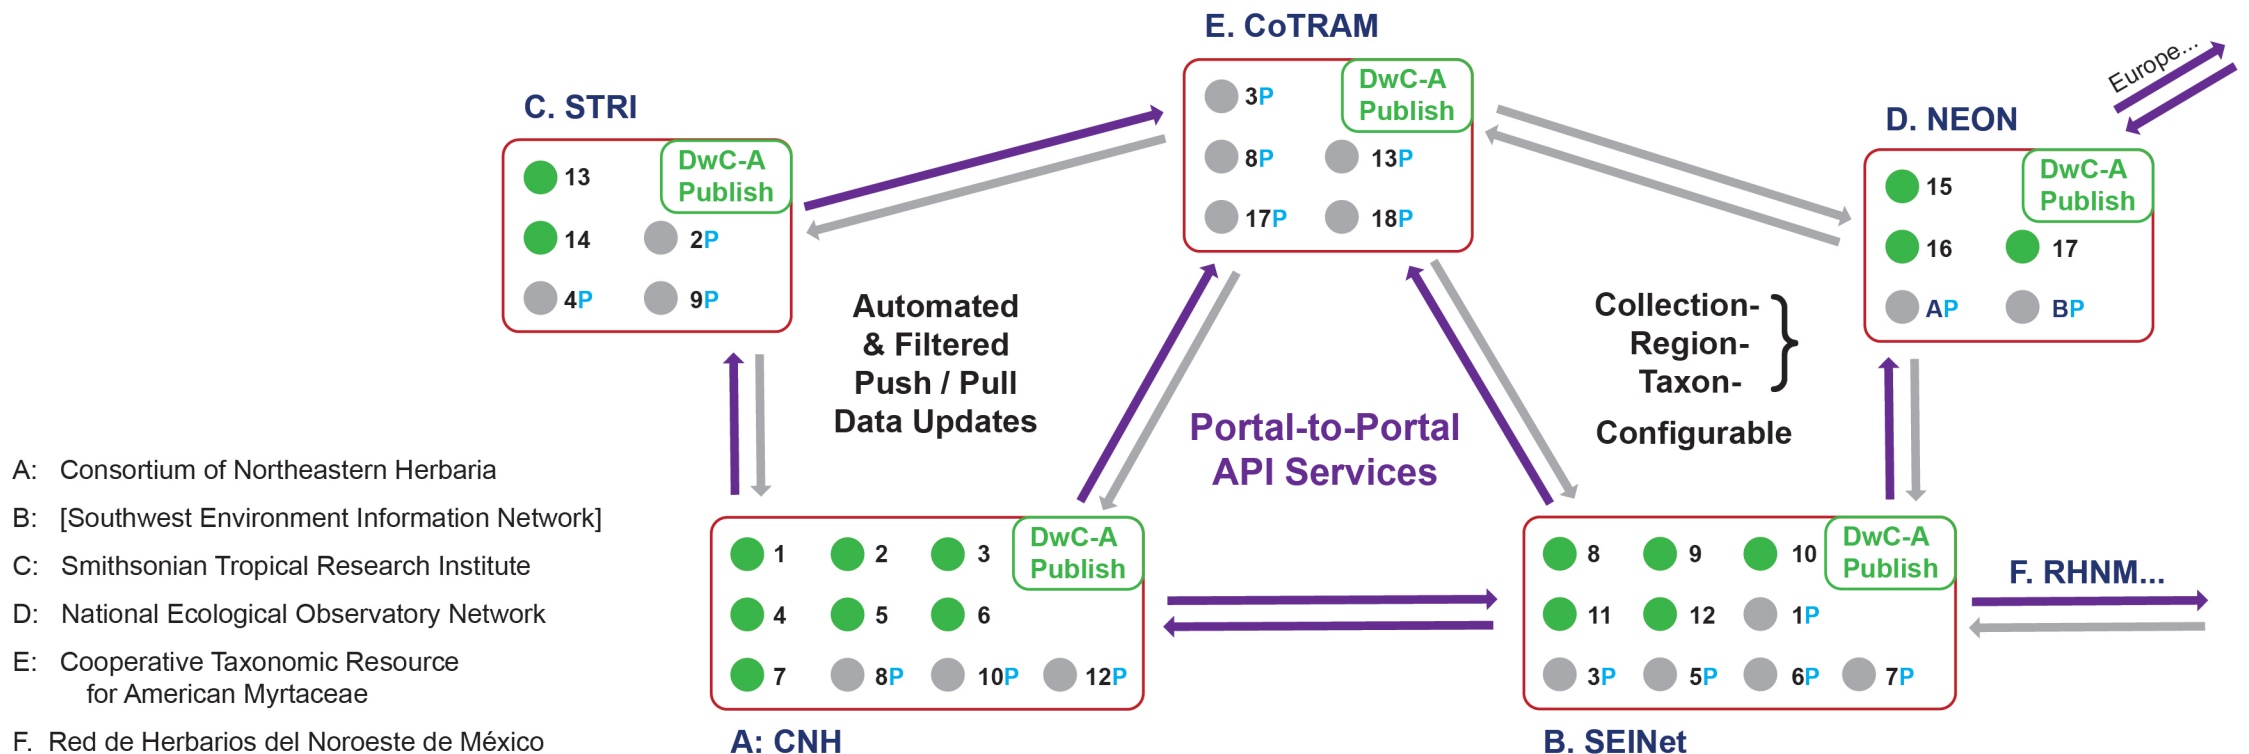 E. CoTRAM
3P
DwC-A
Publish
8P
13P
17P
18P
Europe...
C. STRI
13
DwC-A
Publish
14
2P
4P
9P
D. NEON
15
DwC-A
Publish
16
17
AP
BP
Automated
& Filtered
Push / Pull
Data Updates
Collection-
Region-
Taxon-
}
Configurable
Portal-to-Portal
API Services
A: Consortium of Northeastern Herbaria
B: [Southwest Environment Information Network]
C: Smithsonian Tropical Research Institute
D: National Ecological Observatory Network
E: Cooperative Taxonomic Resource
for American Myrtaceae
F. Red de Herbarios del Noroeste de México
1
2
3
DwC-A
Publish
4
5
6
7
8P
10P
12P
A: CNH
8
9
10
DwC-A
Publish
11
12
1P
3P
5P
6P
7P
B. SEINet
F. RHNM...